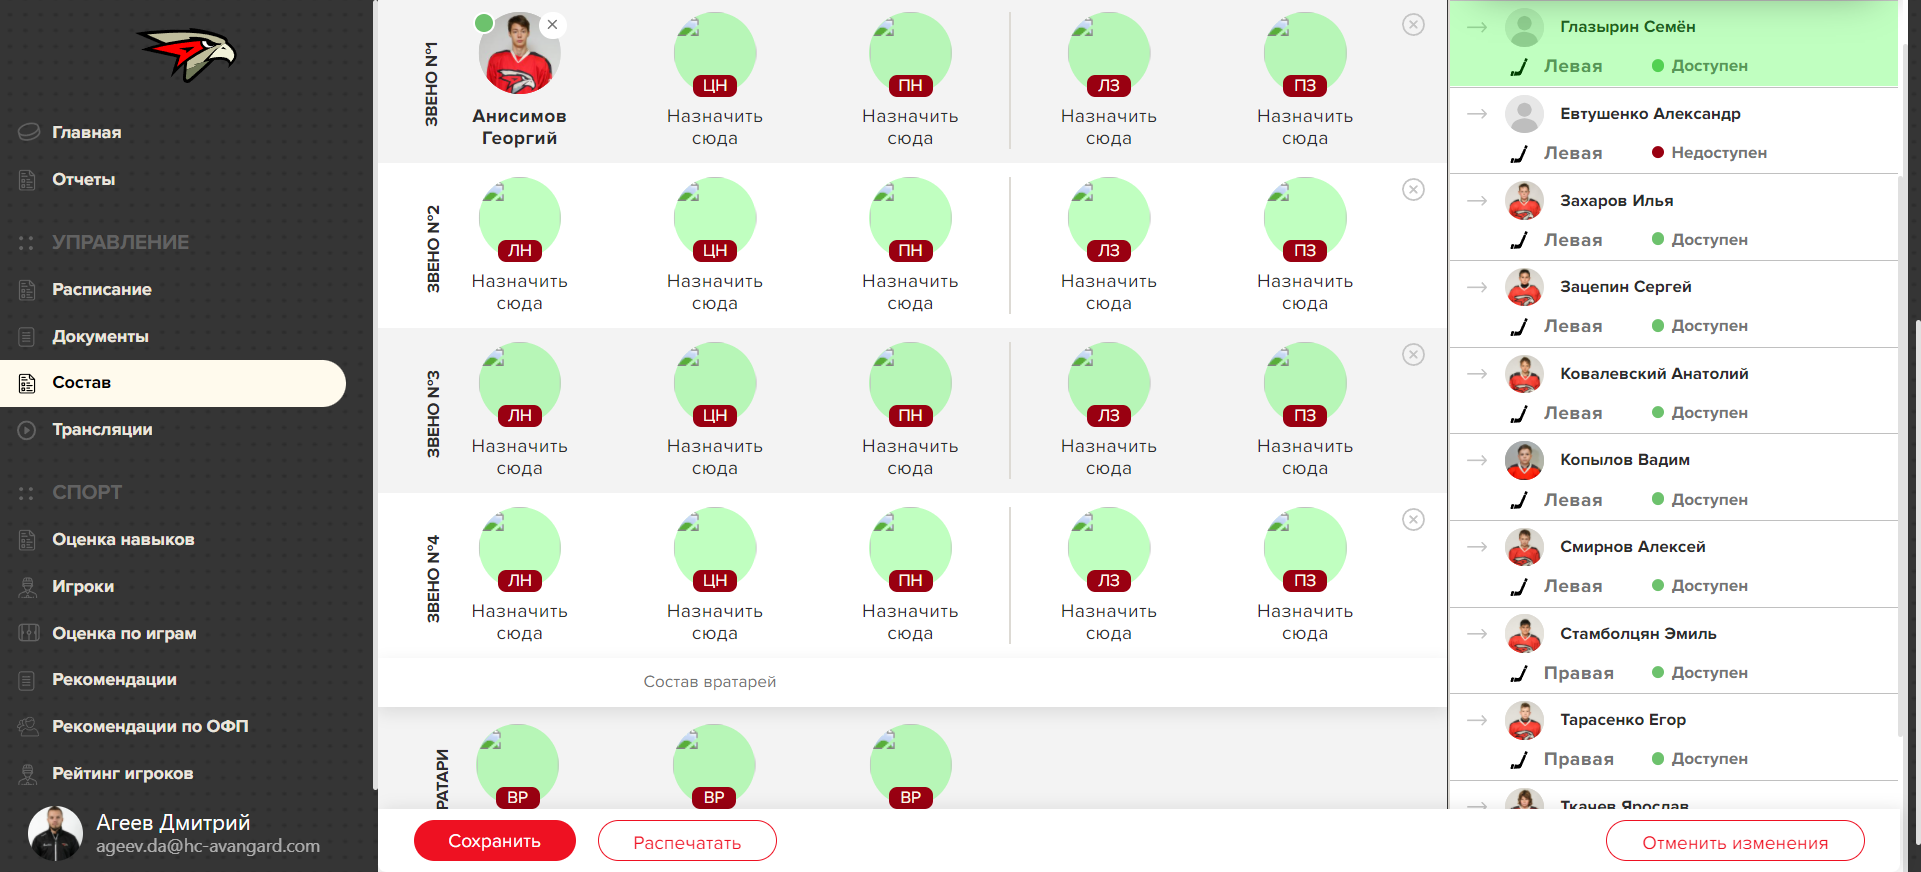 Главная
Отчеты
УПРАВЛЕНИЕ
Расписание
Документы
Состав
Трансляции
СПОРТ
Оценка навыков
Игроки
Оценка по играм
Рекомендации
Рекомендации по ОФП
Рейтинг игроков
Агеев Дмитрий
ageev.da@hc-avangard.com
ЗВЕНО №1
ЦН ПН ЛЗ ПЗ
Анисимов Назначить Назначить Назначить Назначить
Георгий сюда сюда сюда сюда
ЗВЕНО №2
ЛН ЦН ПН ЛЗ ПЗ
Назначить Назначить Назначить Назначить Назначить
сюда сюда сюда сюда сюда
ЗВЕНО №3
ЛН ЦН ПН ЛЗ ПЗ
Назначить Назначить Назначить Назначить Назначить
сюда сюда сюда сюда сюда
ЗВЕНО №4
ЛН ЦН ПН ЛЗ ПЗ
Назначить Назначить Назначить Назначить Назначить
сюда сюда сюда сюда сюда
Состав вратарей
РАТАРИ
ВР ВР ВР
Сохранить Распечатать Отменить изменения
Глазырин Семён
Левая Доступен
Евтушенко Александр
Левая Недоступен
Захаров Илья
Левая Доступен
Зацепин Сергей
Левая Доступен
Ковалевский Анатолий
Левая Доступен
Копылов Вадим
Левая Доступен
Смирнов Алексей
Левая Доступен
Стамболцян Эмиль
Правая Доступен
Тарасенко Егор
Правая Доступен
Ткачев Ярослав